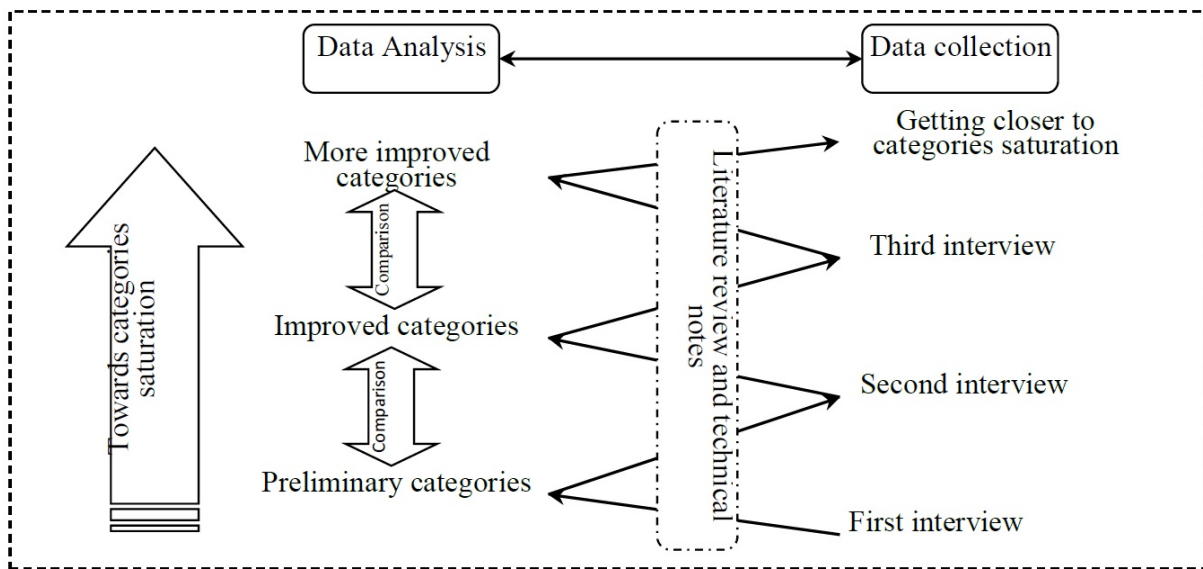 Data Analysis
Data collection
Getting closer to
categories saturation
More improved
categories
Comparison
Third interview
Improved categories
Comparison
Second interview
Preliminary categories
First interview
Towards categories
saturation
Literature review and technical
notes